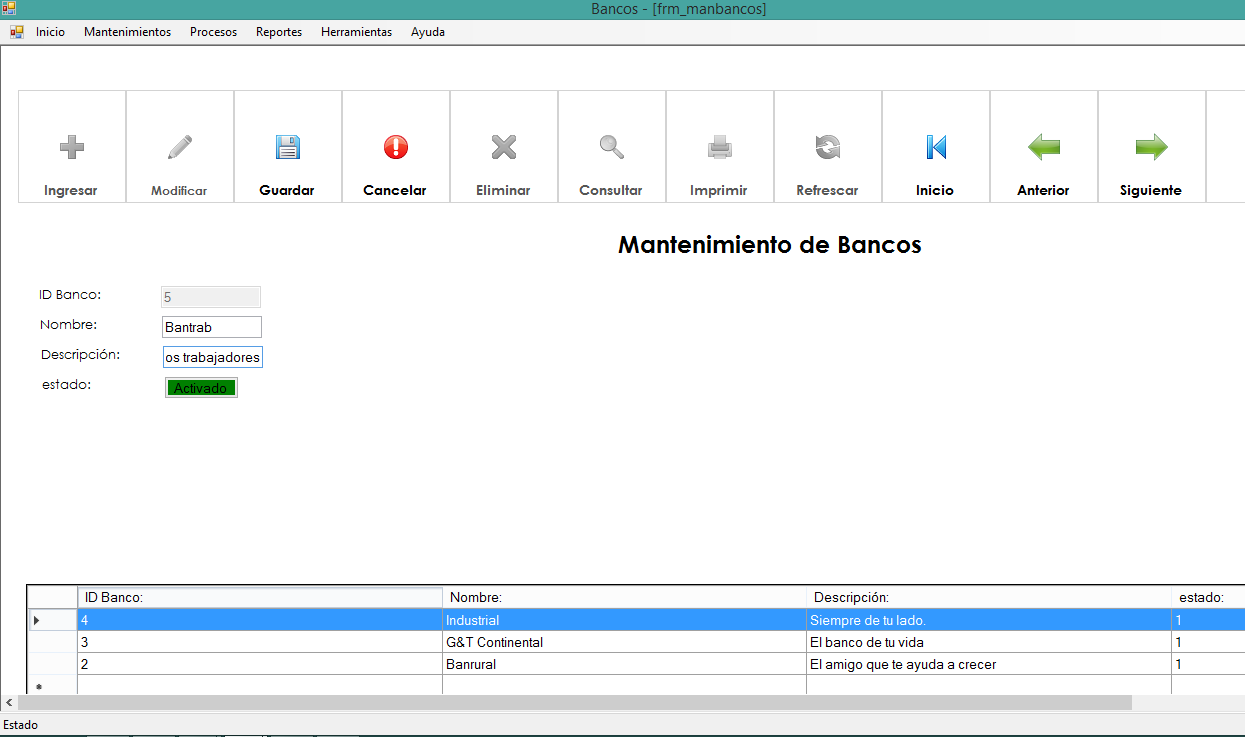 Bancos - [frm_manbancos]
Inicio Mantenimientos Procesos Reportes Herramientas Ayuda
Ingresar Modificar Guardar Cancelar Eliminar Consultar Imprimir Refrescar Inicio Anterior Siguiente
Mantenimiento de Bancos
ID Banco: 5
Nombre: Bantrab
Descripción: os trabajadores
estado: Activado
ID Banco: Nombre: Descripción: estado:
4 Industrial Siempre de tu lado. 1
3 G&T Continental El banco de tu vida 1
2 Banrural El amigo que te ayuda a crecer 1
Estado